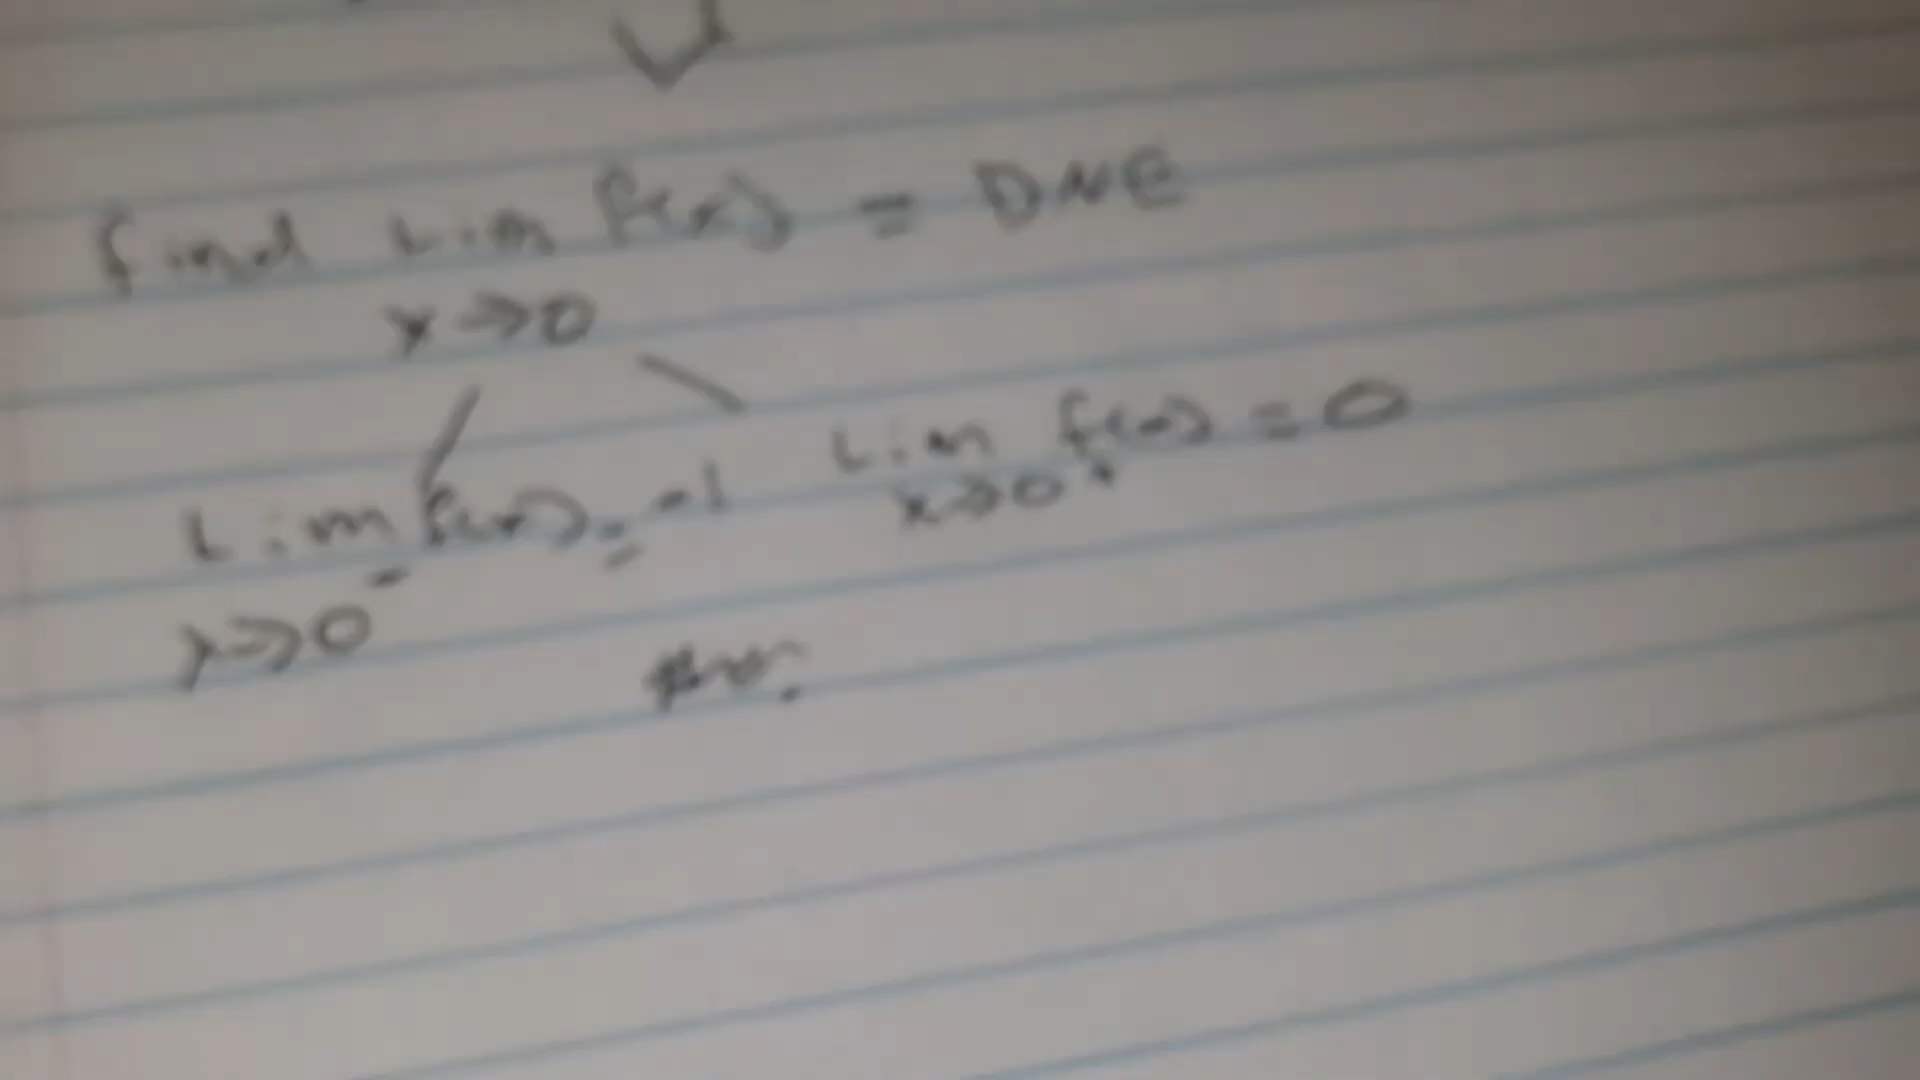 find Lim f(x) = DNE
x→0
Lim f(x) = -1 Lim f(x) = 0
x→0⁻ x→0⁺